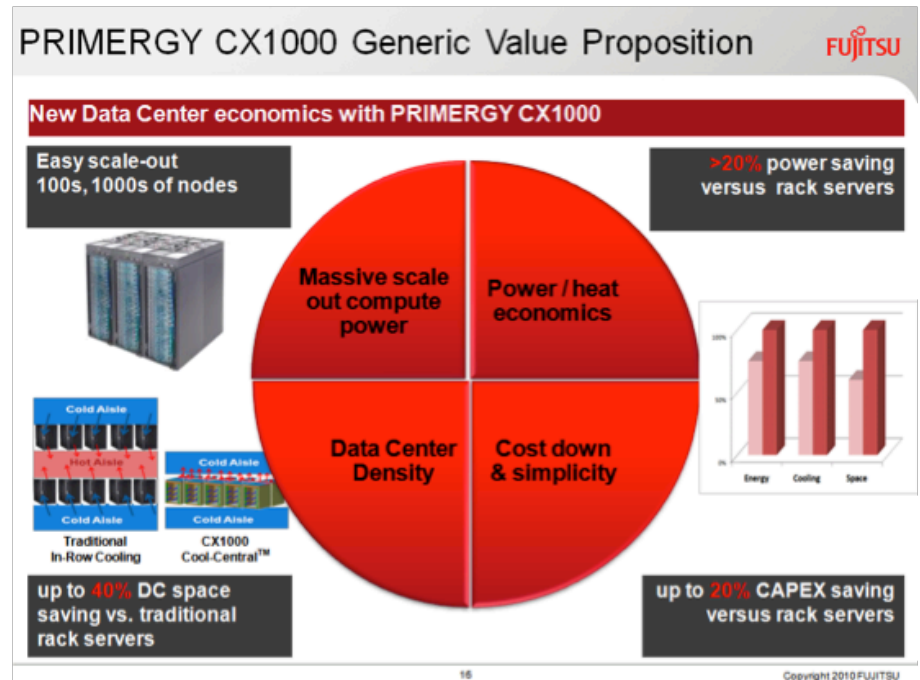 PRIMERGY CX1000 Generic Value Proposition
FUJITSU
New Data Center economics with PRIMERGY CX1000
Easy scale-out
100s, 1000s of nodes
>20% power saving
versus rack servers
Massive scale
out compute
power
Power / heat
economics
Data Center
Density
Cost down
& simplicity
100%
50%
0%
Energy
Cooling
Space
Cold Aisle
Hot Aisle
Cold Aisle
Traditional
In-Row Cooling
Cold Aisle
Cold Aisle
CX1000
Cool-Central™
up to 40% DC space
saving vs. traditional
rack servers
up to 20% CAPEX saving
versus rack servers
16
Copyright 2010 FUJITSU